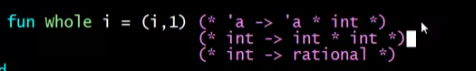 fun whole i = (i,1) (* 'a -> 'a * int *)
(* int -> int * int *)
(* int -> rational *)